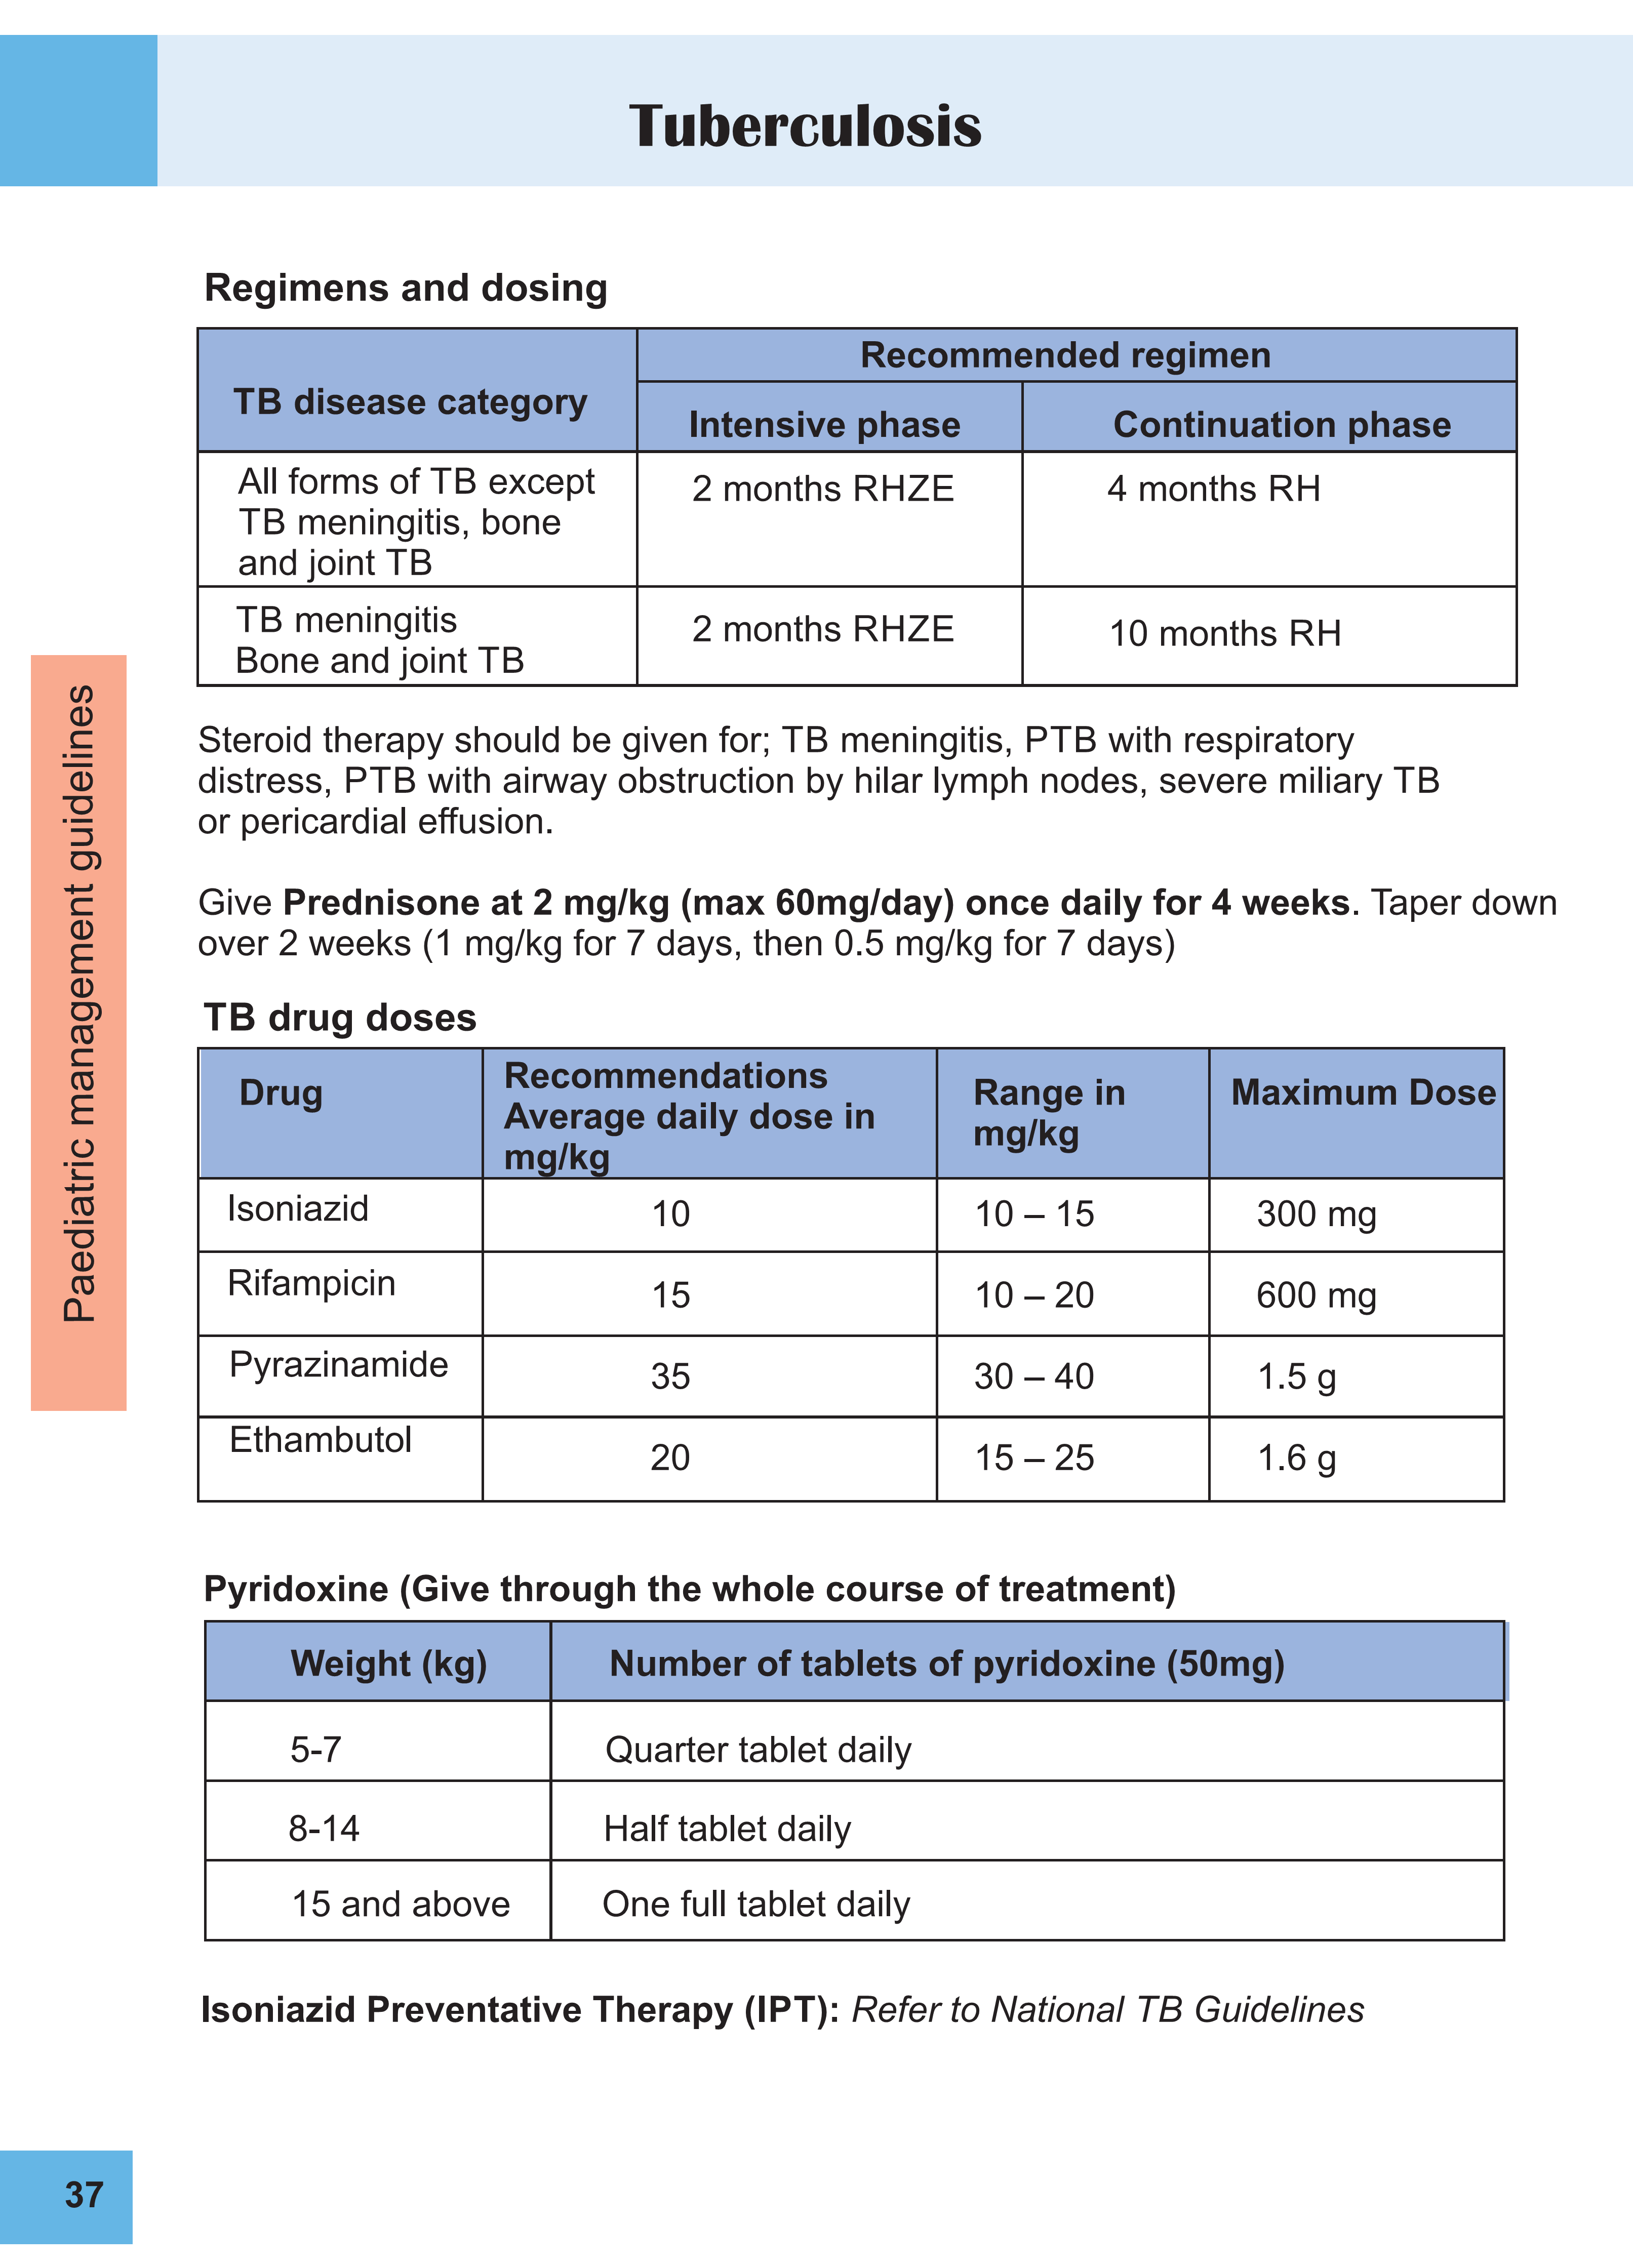 Tuberculosis
Regimens and dosing
TB disease category
Recommended regimen
Intensive phase
Continuation phase
All forms of TB except
TB meningitis, bone
and joint TB
2 months RHZE
4 months RH
TB meningitis
Bone and joint TB
2 months RHZE
10 months RH
Steroid therapy should be given for; TB meningitis, PTB with respiratory
distress, PTB with airway obstruction by hilar lymph nodes, severe miliary TB
or pericardial effusion.
Give Prednisone at 2 mg/kg (max 60mg/day) once daily for 4 weeks. Taper down
over 2 weeks (1 mg/kg for 7 days, then 0.5 mg/kg for 7 days)
TB drug doses
Drug
Recommendations
Average daily dose in
mg/kg
Range in
mg/kg
Maximum Dose
Isoniazid
10
10 – 15
300 mg
Rifampicin
15
10 – 20
600 mg
Pyrazinamide
35
30 – 40
1.5 g
Ethambutol
20
15 – 25
1.6 g
Pyridoxine (Give through the whole course of treatment)
Weight (kg)
Number of tablets of pyridoxine (50mg)
5-7
Quarter tablet daily
8-14
Half tablet daily
15 and above
One full tablet daily
Isoniazid Preventative Therapy (IPT): Refer to National TB Guidelines
Paediatric management guidelines
37